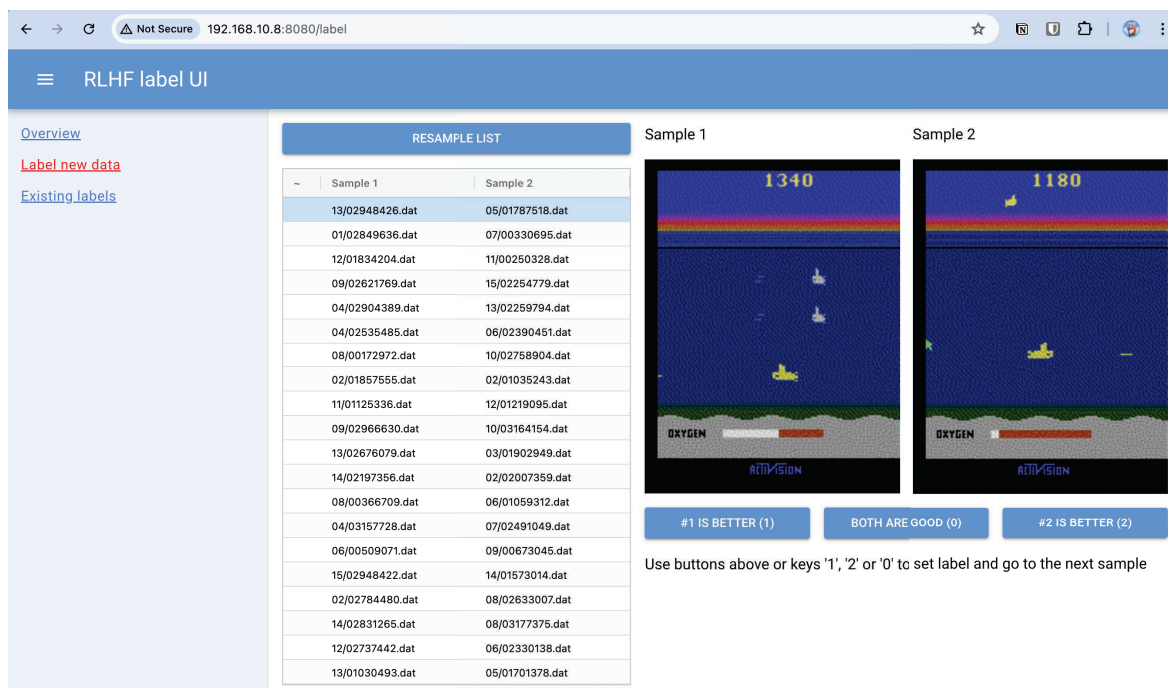 Not Secure 192.168.10.8:8080/label
RLHF label UI
Overview
Label new data
Existing labels
RESAMPLE LIST
~ Sample 1 Sample 2
13/02948426.dat 05/01787518.dat
01/02849636.dat 07/00330695.dat
12/01834204.dat 11/00250328.dat
09/02621769.dat 15/02254779.dat
04/02904389.dat 13/02259794.dat
04/02535485.dat 06/02390451.dat
08/00172972.dat 10/02758904.dat
02/01857555.dat 02/01035243.dat
11/01125336.dat 12/01219095.dat
09/02966630.dat 10/03164154.dat
13/02676079.dat 03/01902949.dat
14/02197356.dat 02/02007359.dat
08/00366709.dat 06/01059312.dat
04/03157728.dat 07/02491049.dat
06/00509071.dat 09/00673045.dat
15/02948422.dat 14/01573014.dat
02/02784480.dat 08/02633007.dat
14/02831265.dat 08/03177375.dat
12/02737442.dat 06/02330138.dat
13/01030493.dat 05/01701378.dat
Sample 1 Sample 2
1340 1180
OXYGEN OXYGEN
ACTIVISION ACTIVISION
#1 IS BETTER (1) BOTH ARE GOOD (0) #2 IS BETTER (2)
Use buttons above or keys '1', '2' or '0' to set label and go to the next sample